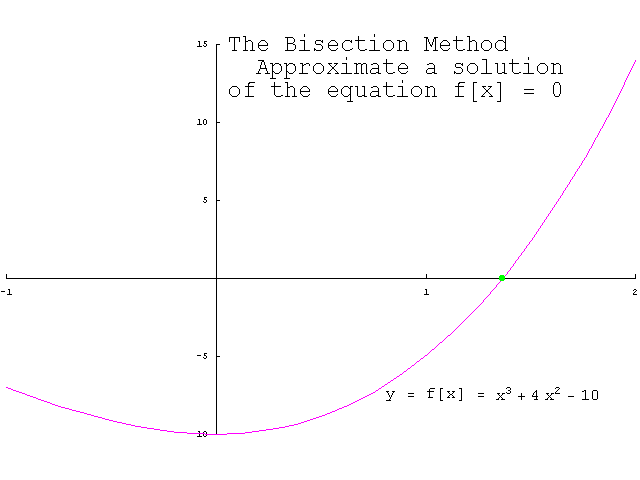 The Bisection Method
Approximate a solution
of the equation f[x] = 0
15
10
5
-1
1
2
-5
10
y = f[x] = x³ + 4 x² - 10